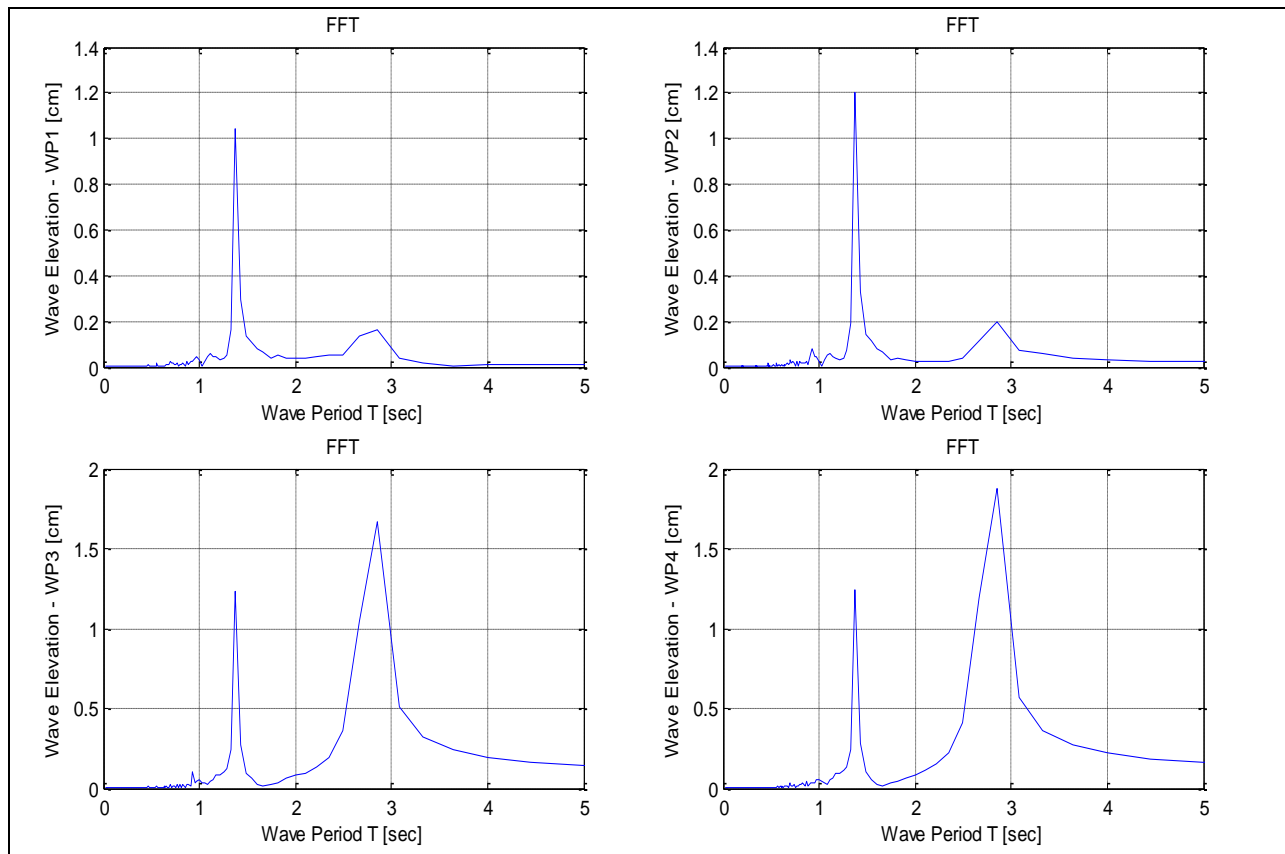 FFT
1.4
1.2
1
0.8
0.6
0.4
0.2
0
Wave Elevation - WP1 [cm]
0 1 2 3 4 5
Wave Period T [sec]
FFT
1.4
1.2
1
0.8
0.6
0.4
0.2
0
Wave Elevation - WP2 [cm]
0 1 2 3 4 5
Wave Period T [sec]
FFT
2
1.5
1
0.5
0
Wave Elevation - WP3 [cm]
0 1 2 3 4 5
Wave Period T [sec]
FFT
2
1.5
1
0.5
0
Wave Elevation - WP4 [cm]
0 1 2 3 4 5
Wave Period T [sec]